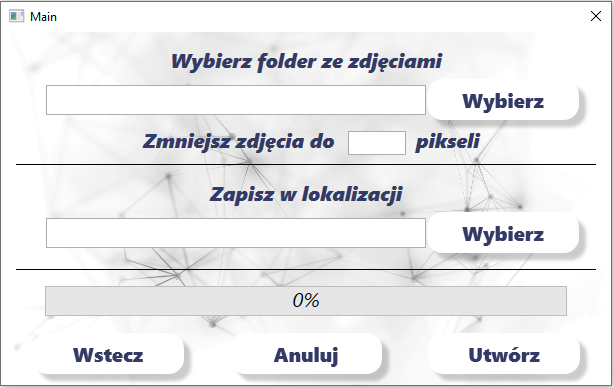 Main
Wybierz folder ze zdjęciami
Wybierz
Zmniejsz zdjęcia do pikseli
Zapisz w lokalizacji
Wybierz
0%
Wstecz Anuluj Utwórz